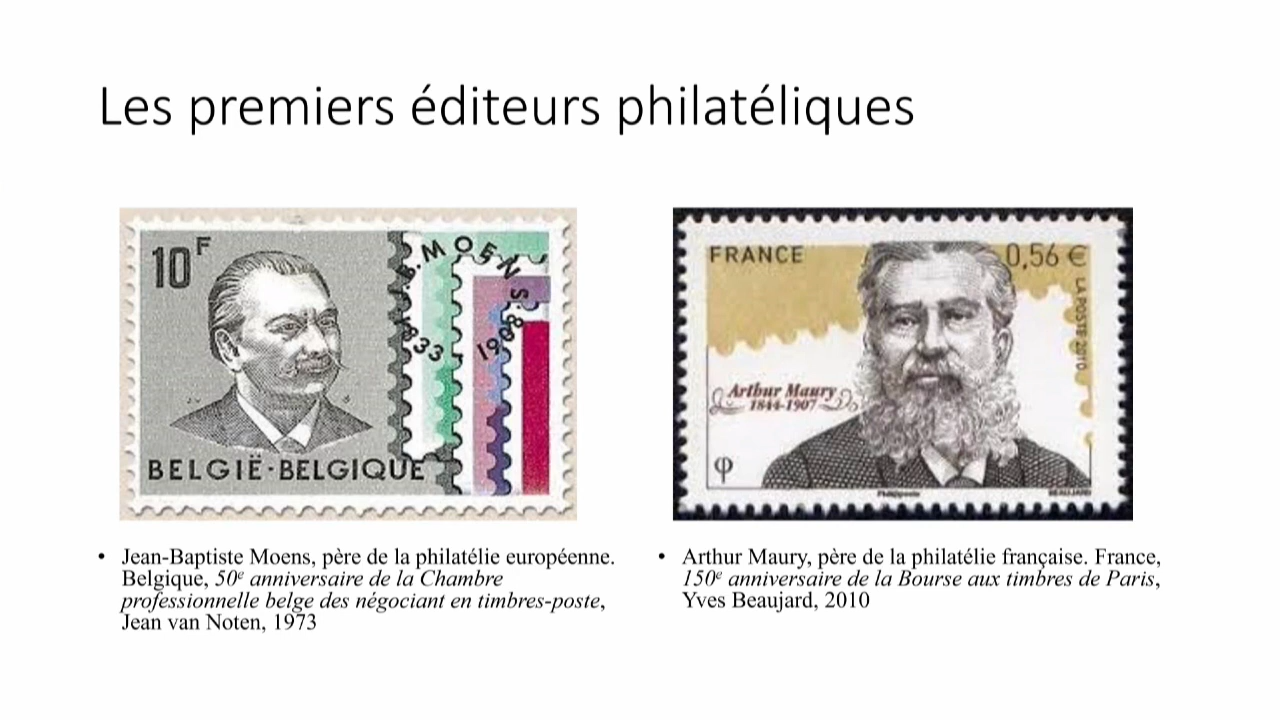 Les premiers éditeurs philatéliques
10F
J.B. MOENS. 1833 1908
BELGIË·BELGIQUE
FRANCE
0,56 €
LA POSTE 2010
Arthur Maury
1844-1907
Phil@poste
BEAUJARD
• Jean-Baptiste Moens, père de la philatélie européenne.
Belgique, 50e anniversaire de la Chambre
professionnelle belge des négociant en timbres-poste,
Jean van Noten, 1973
• Arthur Maury, père de la philatélie française. France,
150e anniversaire de la Bourse aux timbres de Paris,
Yves Beaujard, 2010